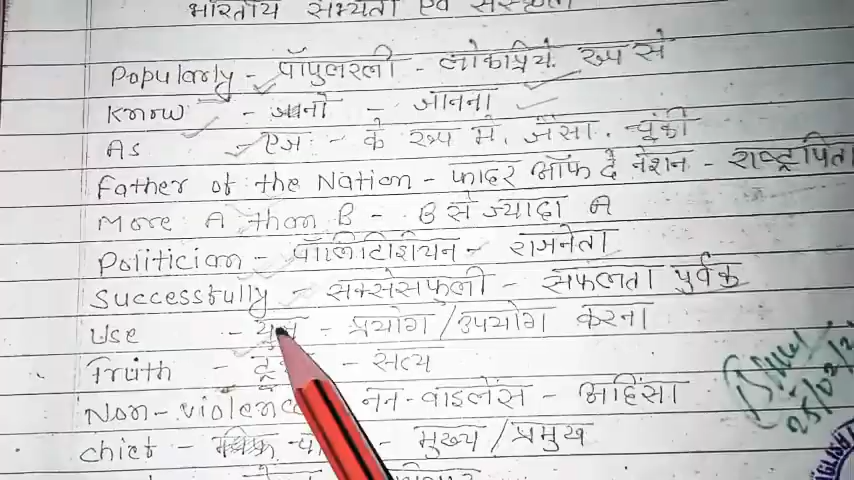 भारतीय सभ्यता एवं संस्कृति
Popularly - पॉपुलरली - लोकप्रिय रूप से
Know - जानो - जानना
As - एज - के रूप में, जैसा, चूंकी
Father of the Nation - फादर ऑफ दे नेशन - राष्ट्रपिता
More A than B - B से ज्यादा A
Politician - पॉलिटिशियन - राजनेता
Successfully - सक्सेसफुली - सफलता पूर्वक
Use - यूज - प्रयोग / उपयोग करना
Truth - - सत्य
Non-violence नन-वाइलेंस - अहिंसा
Chief - - मुख्य / प्रमुख